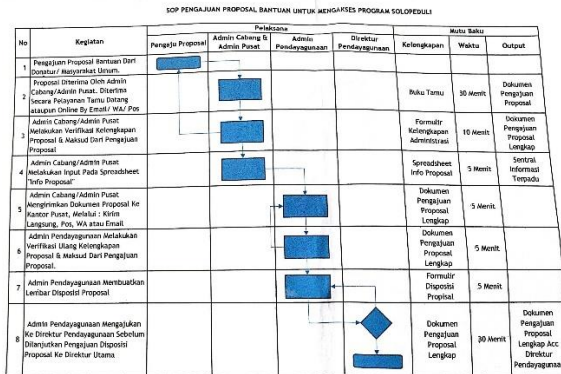 SOP PENGAJUAN PROPOSAL BANTUAN UNTUK MENGAKSES PROGRAM SOLOPEDULI
No
Kegiatan
Pelaksana
Mutu Baku
Pengaju Proposal
Admin Cabang &
Admin Pusat
Admin
Pendayagunaan
Direktur
Pendayagunaan
Kelengkapan
Waktu
Output
1
Pengajuan Proposal Bantuan Dari
Donatur/ Masyarakat Umum.
2
Proposal Diterima Oleh Admin
Cabang/Admin Pusat. Diterima
Secara Pelayanan Tamu Datang
ataupun Online By Email/ WA/ Pos
Buku Tamu
30 Menit
Dokumen
Pengajuan
Proposal
3
Admin Cabang/Admin Pusat
Melakukan Verifikasi Kelengkapan
Proposal & Maksud Dari Pengajuan
Proposal
Formulir
Kelengkapan
Administrasi
10 Menit
Dokumen
Pengajuan
Proposal
Lengkap
4
Admin Cabang/Admin Pusat
Melakukan Input Pada Spreadsheet
"Info Proposal"
Spreadsheet
Info Proposal
5 Menit
Sentral
Informasi
Terpadu
5
Admin Cabang/Admin Pusat
Mengirimkan Dokumen Proposal Ke
Kantor Pusat, Melalui : Kirim
Langsung, Pos, WA atau Email
Dokumen
Pengajuan
Proposal
Lengkap
5 Menit
6
Admin Pendayagunaan Melakukan
Verifikasi Ulang Kelengkapan
Proposal & Maksud Dari Pengajuan
Proposal.
Dokumen
Pengajuan
Proposal
Lengkap
5 Menit
7
Admin Pendayagunaan Membuatkan
Lembar Disposisi Proposal
Formulir
Disposisi
Propisal
5 Menit
8
Admin Pendayagunaan Mengajukan
Ke Direktur Pendayagunaan Sebelum
Dilanjutkan Pengajuan Disposisi
Proposal Ke Direktur Utama
Dokumen
Pengajuan
Proposal
Lengkap
30 Menit
Dokumen
Pengajuan
Proposal
Lengkap Acc
Direktur
Pendayagunaa